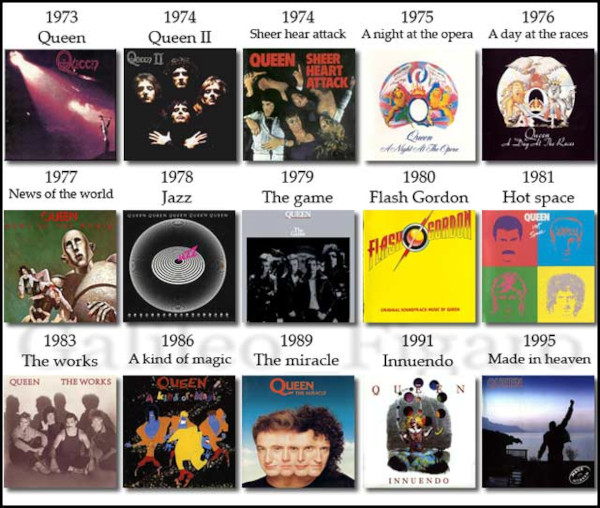 1973
Queen
1974
Queen II
1974
Sheer hear attack
1975
A night at the opera
1976
A day at the races
Queen
Queen II
QUEEN SHEER
HEART
ATTACK
Queen
A Night At The Opera
Queen
A Day At The Races
1977
News of the world
1978
Jazz
1979
The game
1980
Flash Gordon
1981
Hot space
QUEEN
QUEEN QUEEN QUEEN QUEEN QUEEN
JAZZ
QUEEN
The Game
FLASH GORDON
ORIGINAL SOUNDTRACK MUSIC BY QUEEN
QUEEN
Hot
Space
Galileo Figaro
1983
The works
1986
A kind of magic
1989
The miracle
1991
Innuendo
1995
Made in heaven
QUEEN THE WORKS
QUEEN
A KIND OF MAGIC
QUEEN
THE MIRACLE
QUEEN
INNUENDO
QUEEN